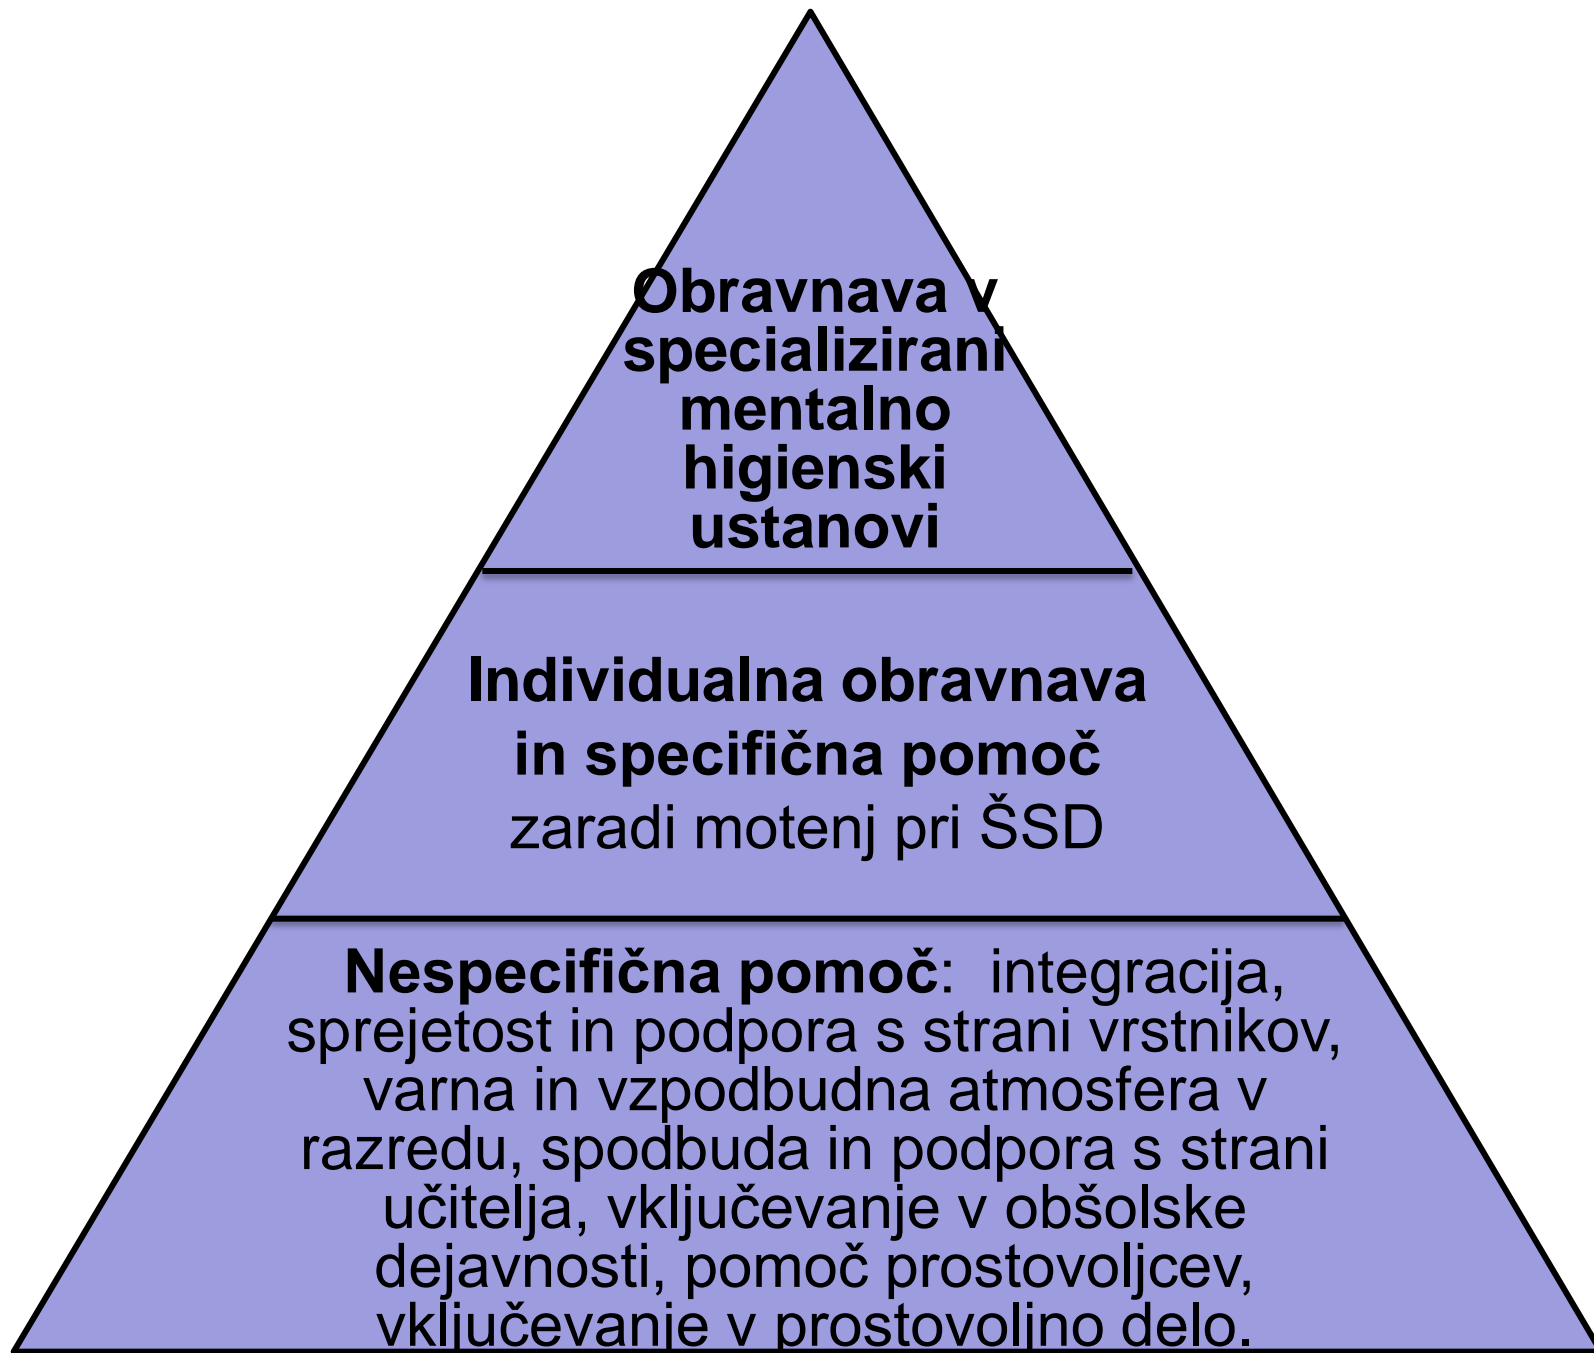 Obravnava v
specializirani
mentalno
higienski
ustanovi
Individualna obravnava
in specifična pomoč
zaradi motenj pri ŠSD
Nespecifična pomoč:  integracija,
sprejetost in podpora s strani vrstnikov,
varna in vzpodbudna atmosfera v
razredu, spodbuda in podpora s strani
učitelja, vključevanje v obšolske
dejavnosti, pomoč prostovoljcev,
vključevanje v prostovoljno delo.